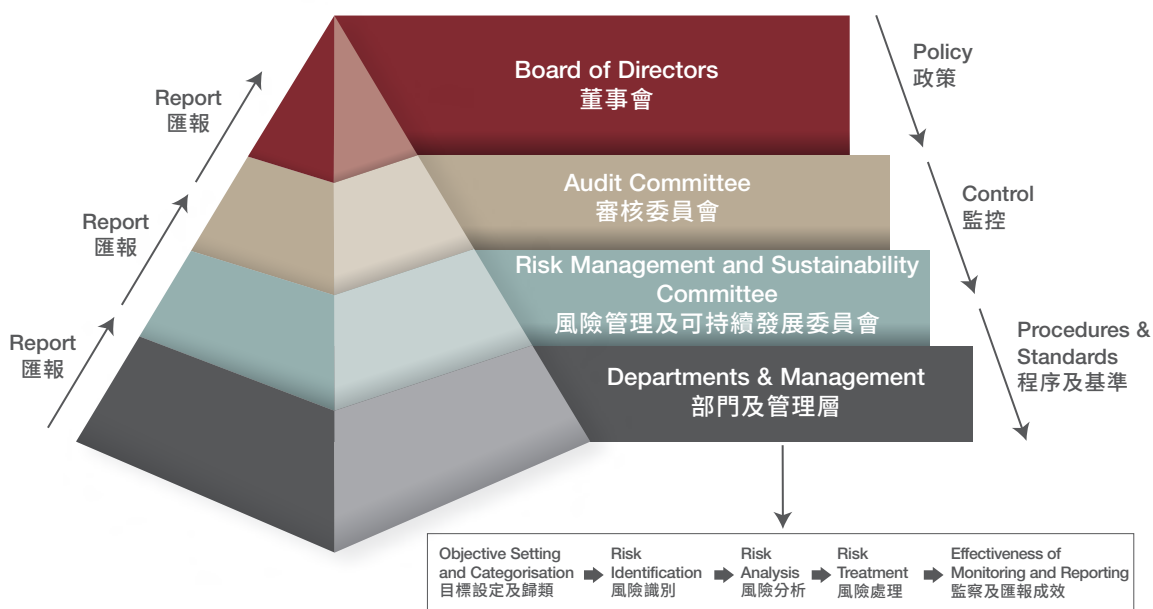 Board of Directors
董事會
Audit Committee
審核委員會
Risk Management and Sustainability
Committee
風險管理及可持續發展委員會
Departments & Management
部門及管理層
Report
匯報
Report
匯報
Report
匯報
Policy
政策
Control
監控
Procedures &
Standards
程序及基準
Objective Setting
and Categorisation
目標設定及歸類
Risk
Identification
風險識別
Risk
Analysis
風險分析
Risk
Treatment
風險處理
Effectiveness of
Monitoring and Reporting
監察及匯報成效